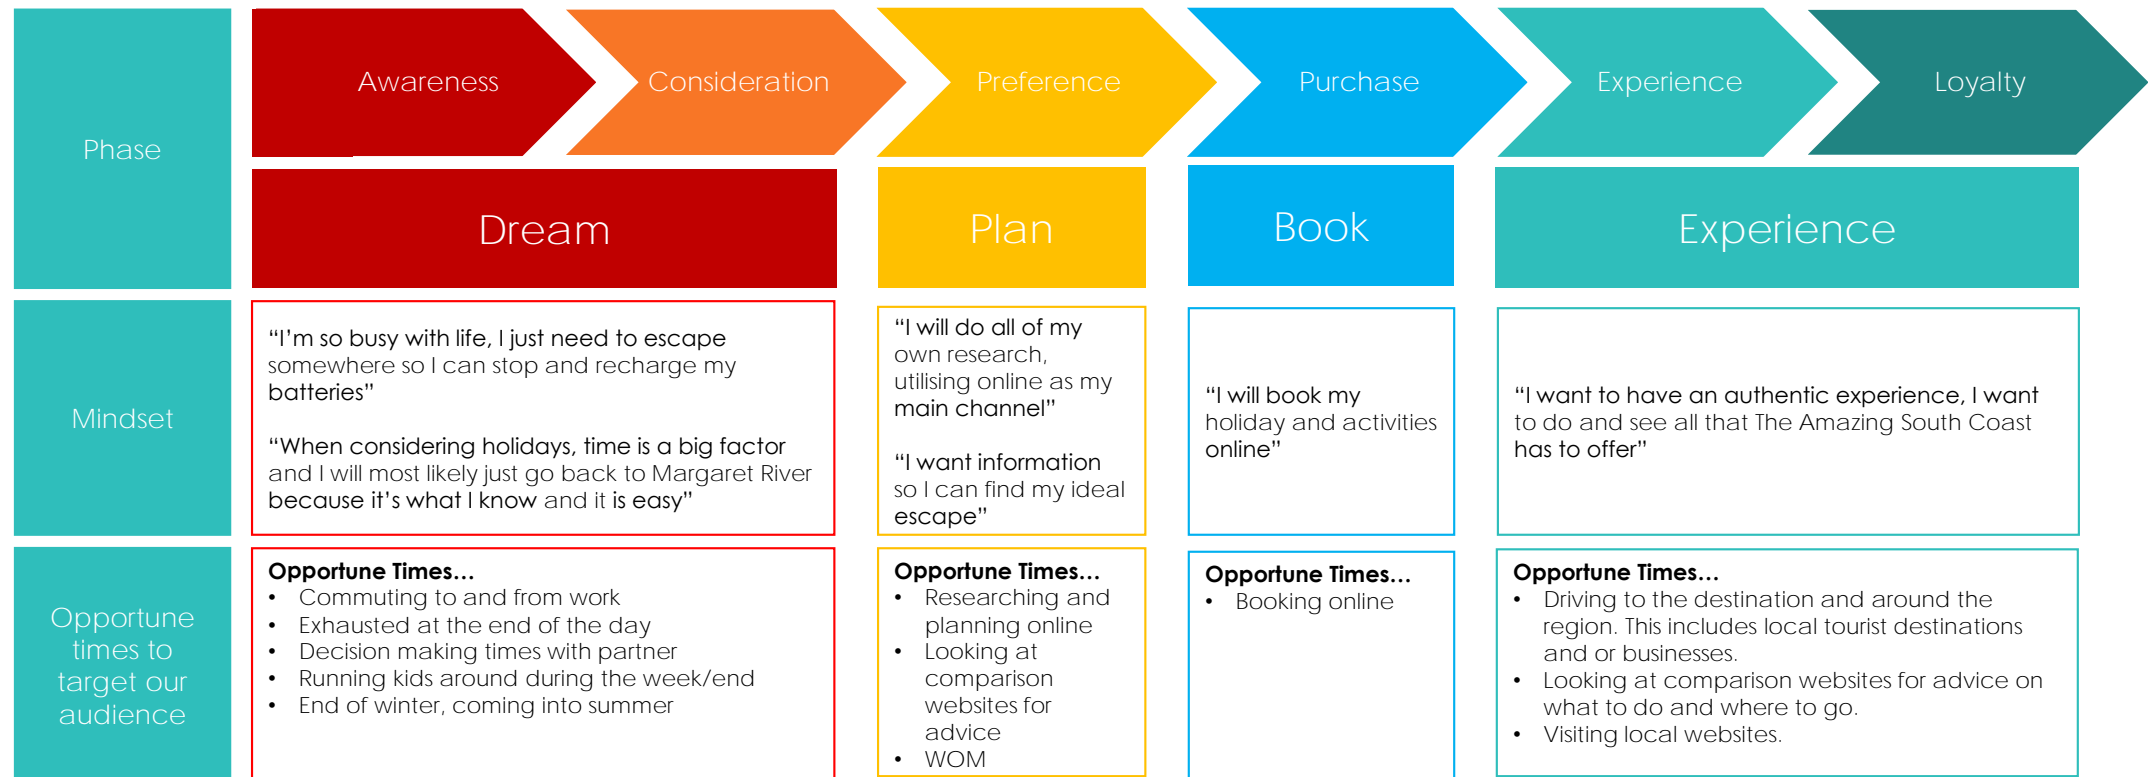 Phase
Awareness
Consideration
Preference
Purchase
Experience
Loyalty
Dream
Plan
Book
Experience
Mindset
“I’m so busy with life, I just need to escape
somewhere so I can stop and recharge my
batteries”
“When considering holidays, time is a big factor
and I will most likely just go back to Margaret River
because it’s what I know and it is easy”
“I will do all of my
own research,
utilising online as my
main channel”
“I want information
so I can find my ideal
escape”
“I will book my
holiday and activities
online”
“I want to have an authentic experience, I want
to do and see all that The Amazing South Coast
has to offer”
Opportune
times to
target our
audience
Opportune Times…
• Commuting to and from work
• Exhausted at the end of the day
• Decision making times with partner
• Running kids around during the week/end
• End of winter, coming into summer
Opportune Times…
• Researching and
planning online
• Looking at
comparison
websites for
advice
• WOM
Opportune Times…
• Booking online
Opportune Times…
• Driving to the destination and around the
region. This includes local tourist destinations
and or businesses.
• Looking at comparison websites for advice on
what to do and where to go.
• Visiting local websites.